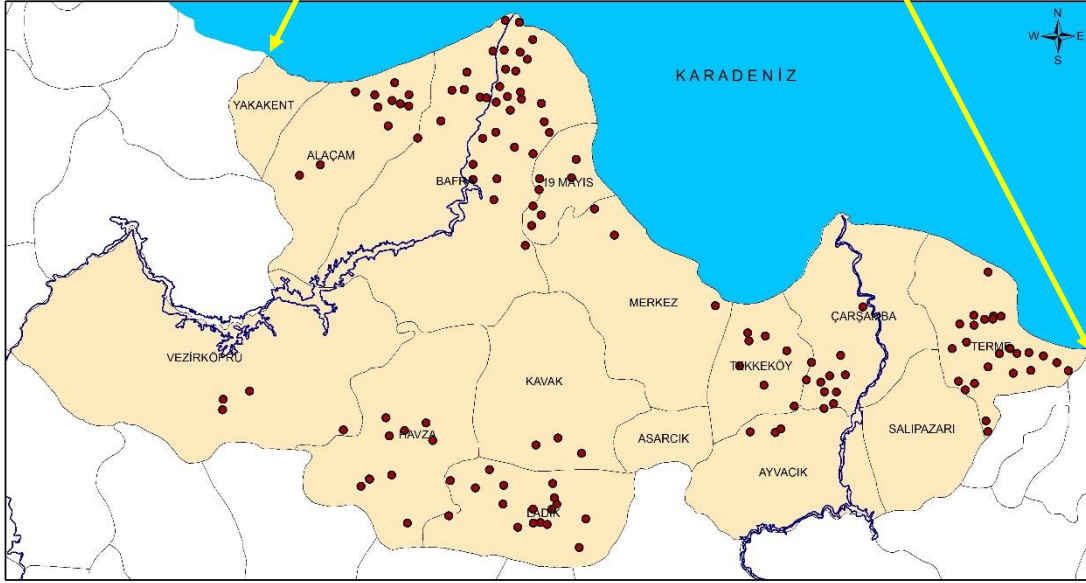 N
W E
S
KARADENİZ
YAKAKENT
ALAÇAM
BAFRA
19 MAYIS
MERKEZ
ÇARŞAMBA
TERME
VEZİRKÖPRÜ
TEKKEKÖY
KAVAK
HAVZA
ASARCIK
SALIPAZARI
AYVACIK
LADİK